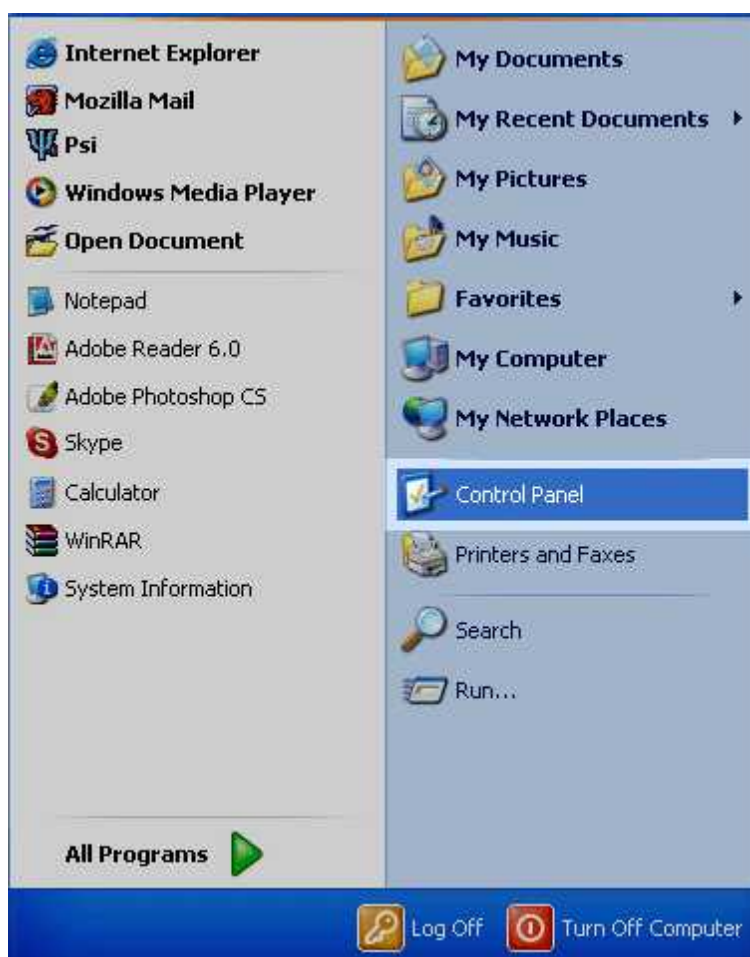 Internet Explorer
Mozilla Mail
Psi
Windows Media Player
Open Document
Notepad
Adobe Reader 6.0
Adobe Photoshop CS
Skype
Calculator
WinRAR
System Information
All Programs
My Documents
My Recent Documents
My Pictures
My Music
Favorites
My Computer
My Network Places
Control Panel
Printers and Faxes
Search
Run...
Log Off
Turn Off Computer